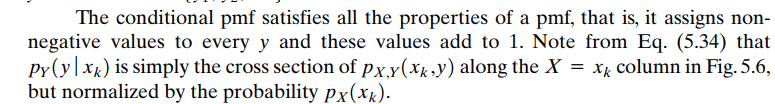 The conditional pmf satisfies all the properties of a pmf, that is, it assigns non-
negative values to every y and these values add to 1. Note from Eq. (5.34) that
p_Y(y|x_k) is simply the cross section of p_{X,Y}(x_k,y) along the X = x_k column in Fig. 5.6,
but normalized by the probability p_X(x_k).